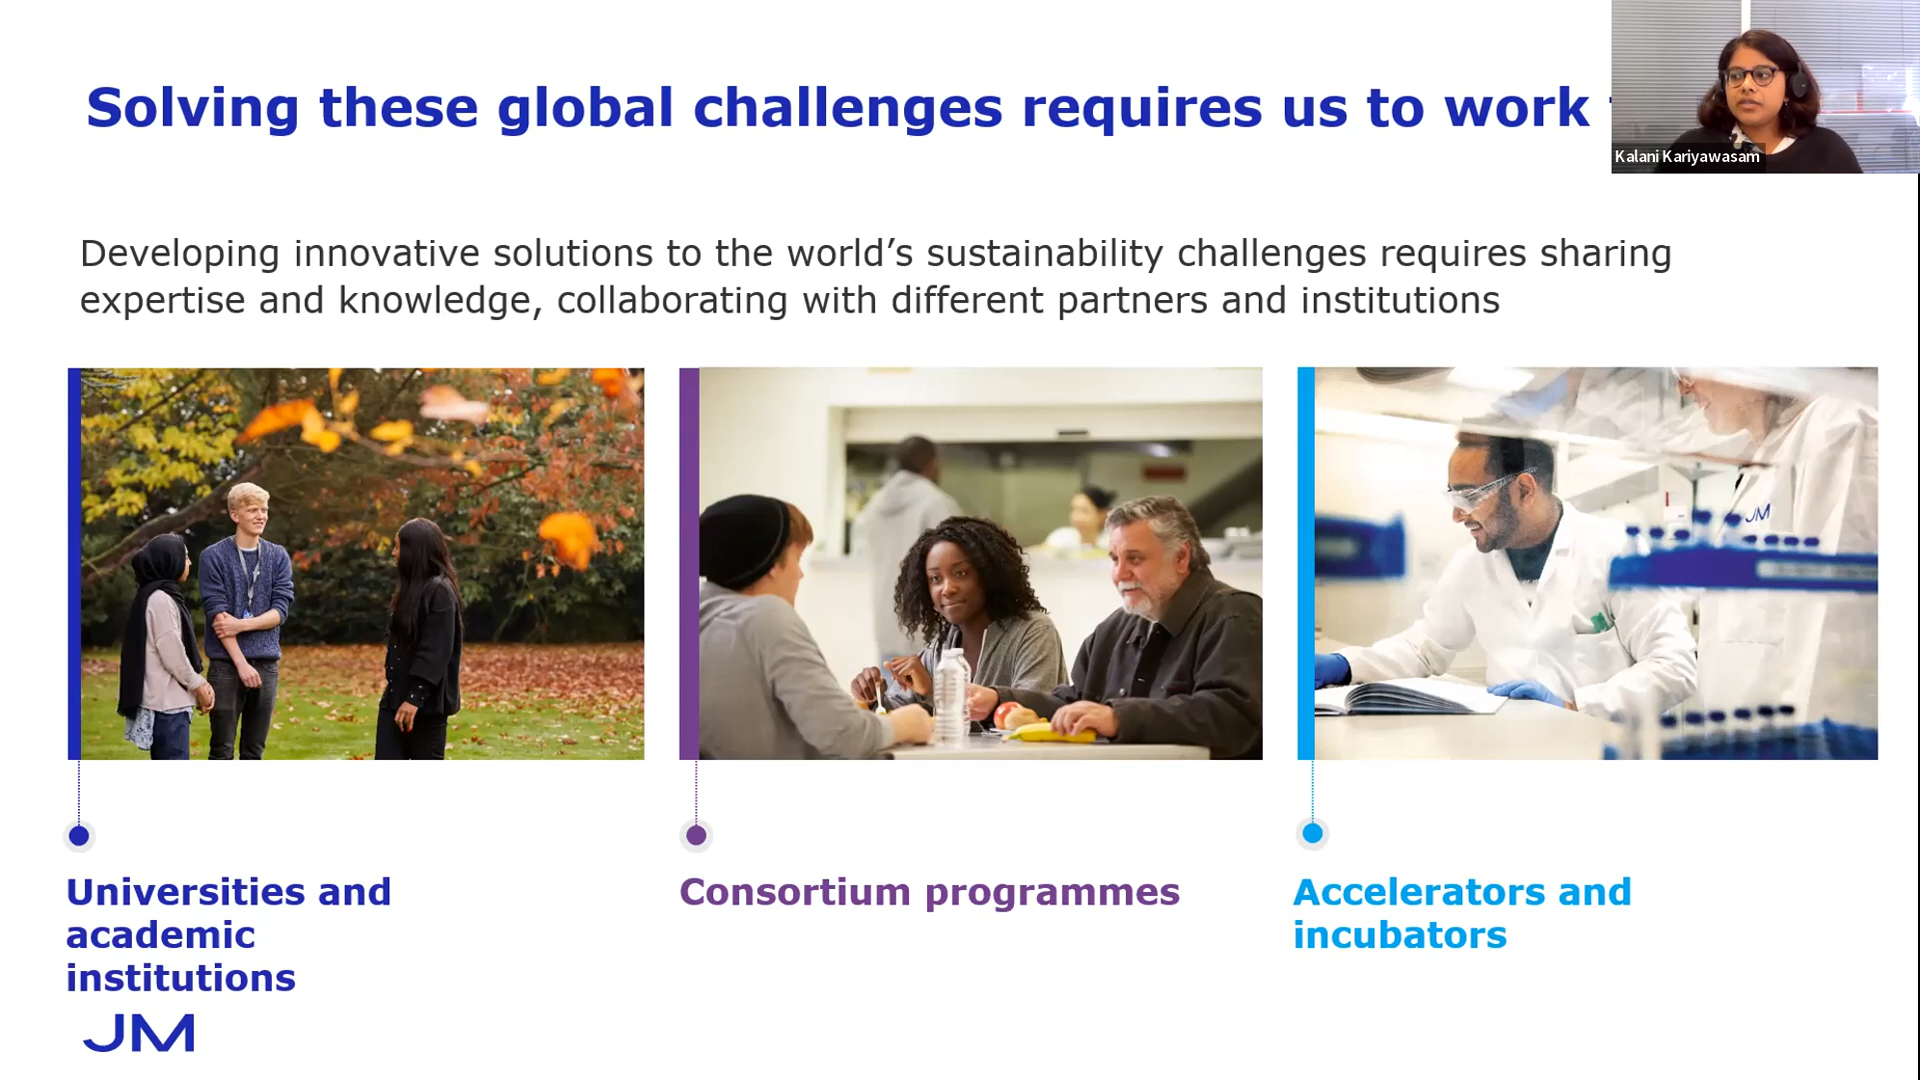 Solving these global challenges requires us to work
Kalani Kariyawasam
Developing innovative solutions to the world’s sustainability challenges requires sharing
expertise and knowledge, collaborating with different partners and institutions
JM
Universities and
academic
institutions
Consortium programmes
Accelerators and
incubators
JM